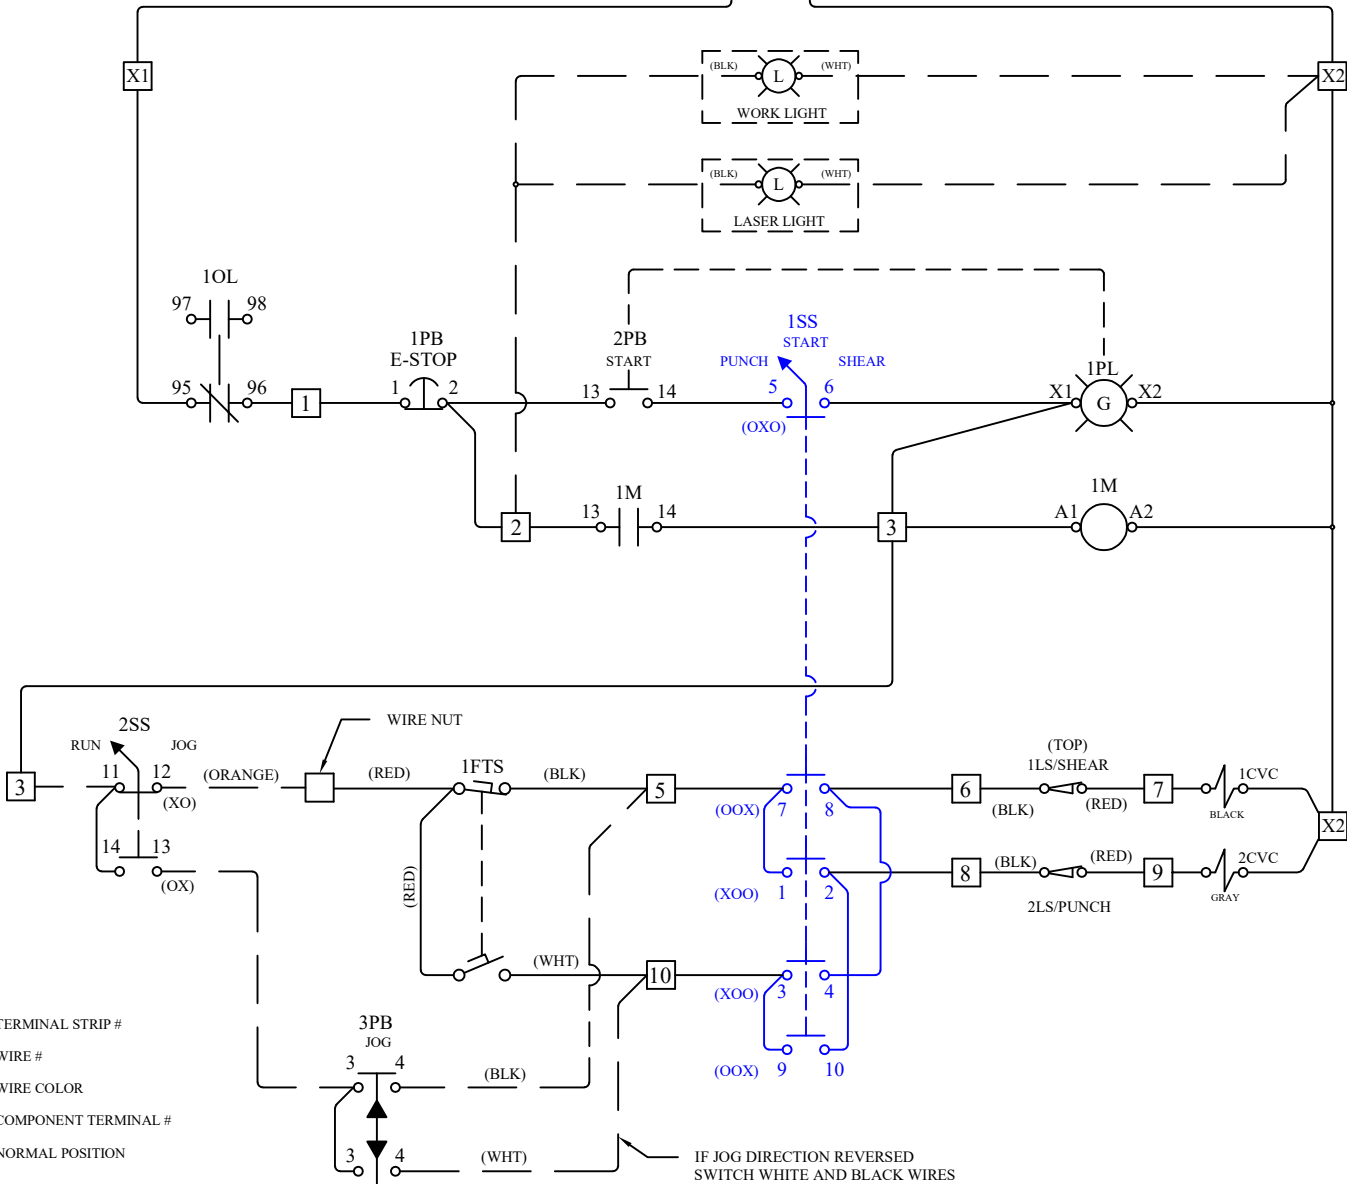 X1
X2
(BLK) L (WHT)
WORK LIGHT
(BLK) L (WHT)
LASER LIGHT
1OL
97 98
95 96
1
1PB
E-STOP
1 2
2PB
START
13 14
1SS
START
PUNCH SHEAR
5 6
(OXO)
1PL
X1 G X2
2
1M
13 14
3
1M
A1 A2
3
2SS
RUN JOG
11 12
(XO)
14 13
(OX)
(ORANGE)
WIRE NUT
(RED)
1FTS
(BLK)
5
(RED)
(WHT)
10
(OOX) 7 8
(XOO) 1 2
(XOO) 3 4
(OOX) 9 10
6
(TOP)
1LS/SHEAR
(BLK) (RED)
7
1CVC
BLACK
X2
8
(BLK) (RED)
2LS/PUNCH
9
2CVC
GRAY
TERMINAL STRIP #
WIRE #
WIRE COLOR
COMPONENT TERMINAL #
NORMAL POSITION
3PB
JOG
3 4
(BLK)
3 4
(WHT)
IF JOG DIRECTION REVERSED
SWITCH WHITE AND BLACK WIRES